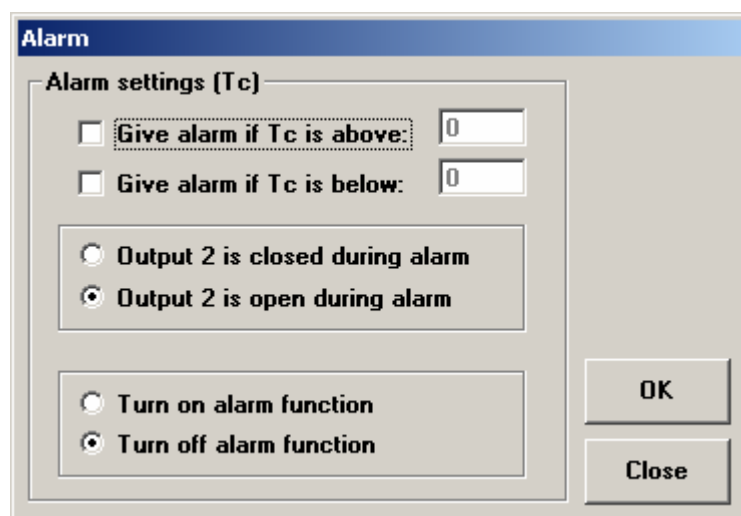 Alarm
Alarm settings (Tc)
Give alarm if Tc is above: 0
Give alarm if Tc is below: 0
Output 2 is closed during alarm
Output 2 is open during alarm
Turn on alarm function
Turn off alarm function
OK
Close